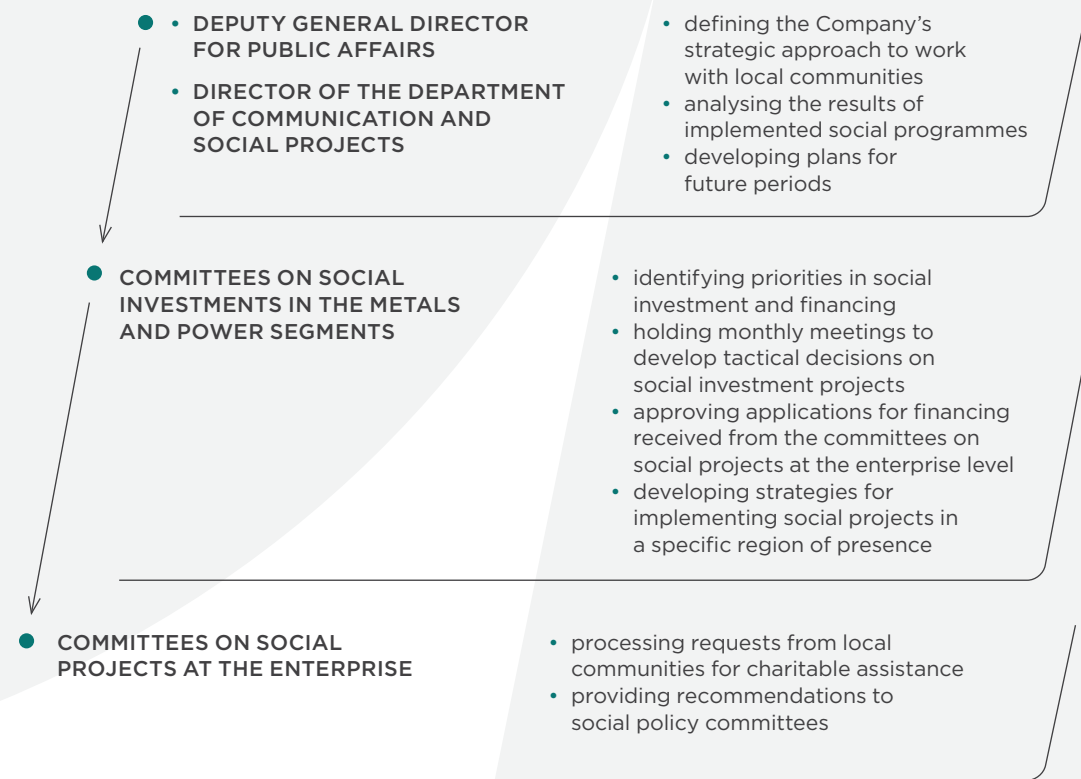 • DEPUTY GENERAL DIRECTOR
FOR PUBLIC AFFAIRS
• DIRECTOR OF THE DEPARTMENT
OF COMMUNICATION AND
SOCIAL PROJECTS
• defining the Company’s
strategic approach to work
with local communities
• analysing the results of
implemented social programmes
• developing plans for
future periods
COMMITTEES ON SOCIAL
INVESTMENTS IN THE METALS
AND POWER SEGMENTS
• identifying priorities in social
investment and financing
• holding monthly meetings to
develop tactical decisions on
social investment projects
• approving applications for financing
received from the committees on
social projects at the enterprise level
• developing strategies for
implementing social projects in
a specific region of presence
COMMITTEES ON SOCIAL
PROJECTS AT THE ENTERPRISE
• processing requests from local
communities for charitable assistance
• providing recommendations to
social policy committees